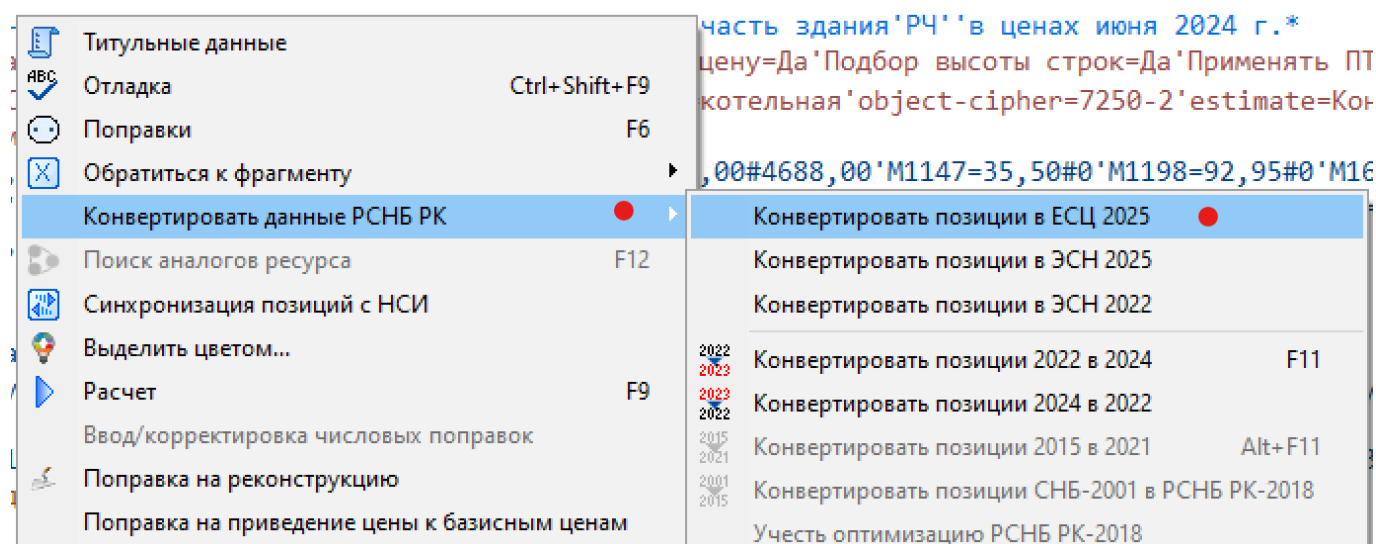 часть здания'РЧ''в ценах июня 2024 г.*
цену=Да'Подбор высоты строк=Да'Применять ПТ
котельная'object-cipher=7250-2'estimate=Кон
,00#4688,00'М1147=35,50#0'М1198=92,95#0'М16
Титульные данные
ABC
Отладка Ctrl+Shift+F9
Поправки F6
Обратиться к фрагменту
Конвертировать данные РСНБ РК
Поиск аналогов ресурса F12
Синхронизация позиций с НСИ
Выделить цветом...
Расчет F9
Ввод/корректировка числовых поправок
Поправка на реконструкцию
Поправка на приведение цены к базисным ценам
Конвертировать позиции в ЕСЦ 2025
Конвертировать позиции в ЭСН 2025
Конвертировать позиции в ЭСН 2022
2022
2023
Конвертировать позиции 2022 в 2024 F11
2023
2022
Конвертировать позиции 2024 в 2022
2015
2021
Конвертировать позиции 2015 в 2021 Alt+F11
2001
2015
Конвертировать позиции СНБ-2001 в РСНБ РК-2018
Учесть оптимизацию РСНБ РК-2018